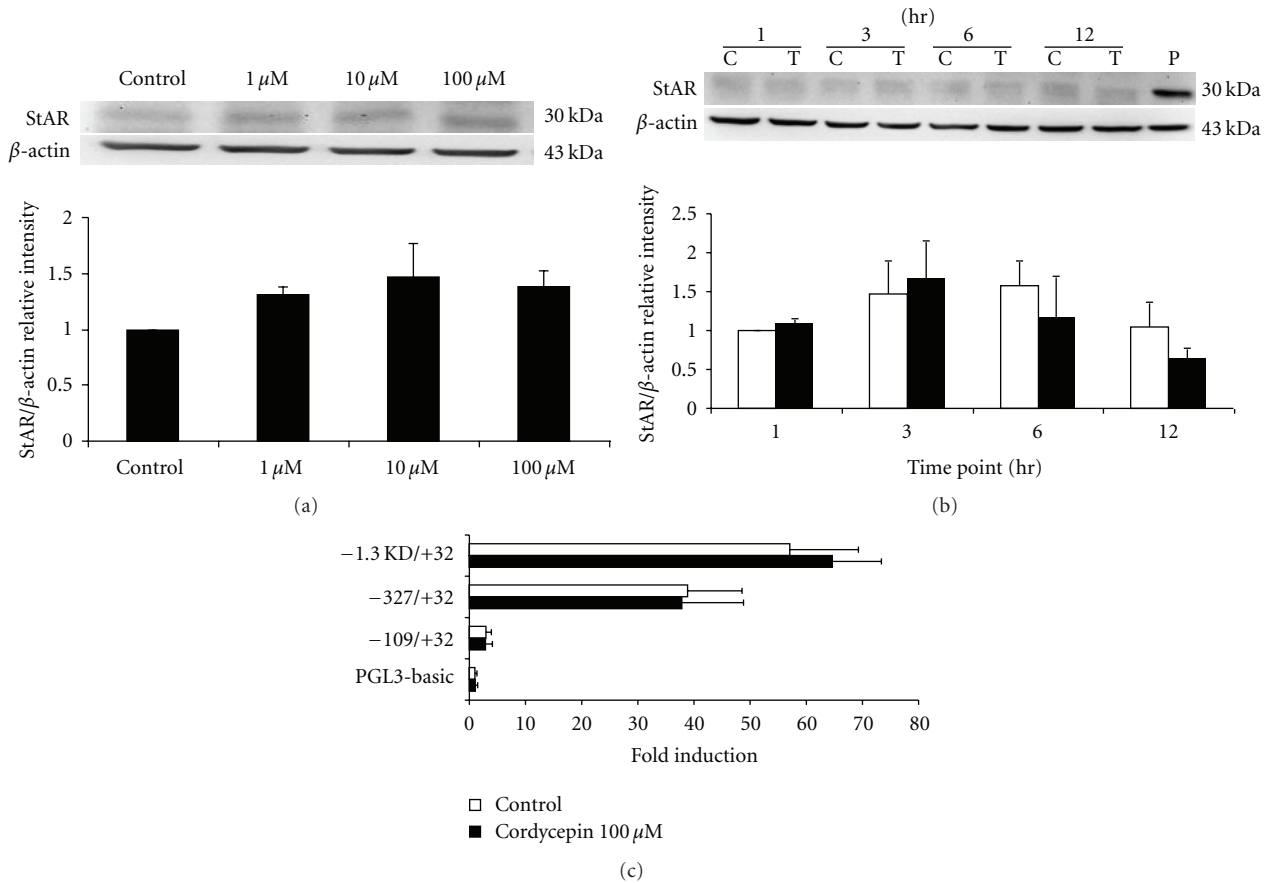 Control 1 μM 10 μM 100 μM
StAR 30 kDa
β-actin 43 kDa
StAR/β-actin relative intensity
2
1.5
1
0.5
0
Control 1 μM 10 μM 100 μM
(a)
(hr)
1 3 6 12
C T C T C T C T P
StAR 30 kDa
β-actin 43 kDa
StAR/β-actin relative intensity
2.5
2
1.5
1
0.5
0
1 3 6 12
Time point (hr)
(b)
−1.3 KD/+32
−327/+32
−109/+32
PGL3-basic
0 10 20 30 40 50 60 70 80
Fold induction
Control
Cordycepin 100 μM
(c)